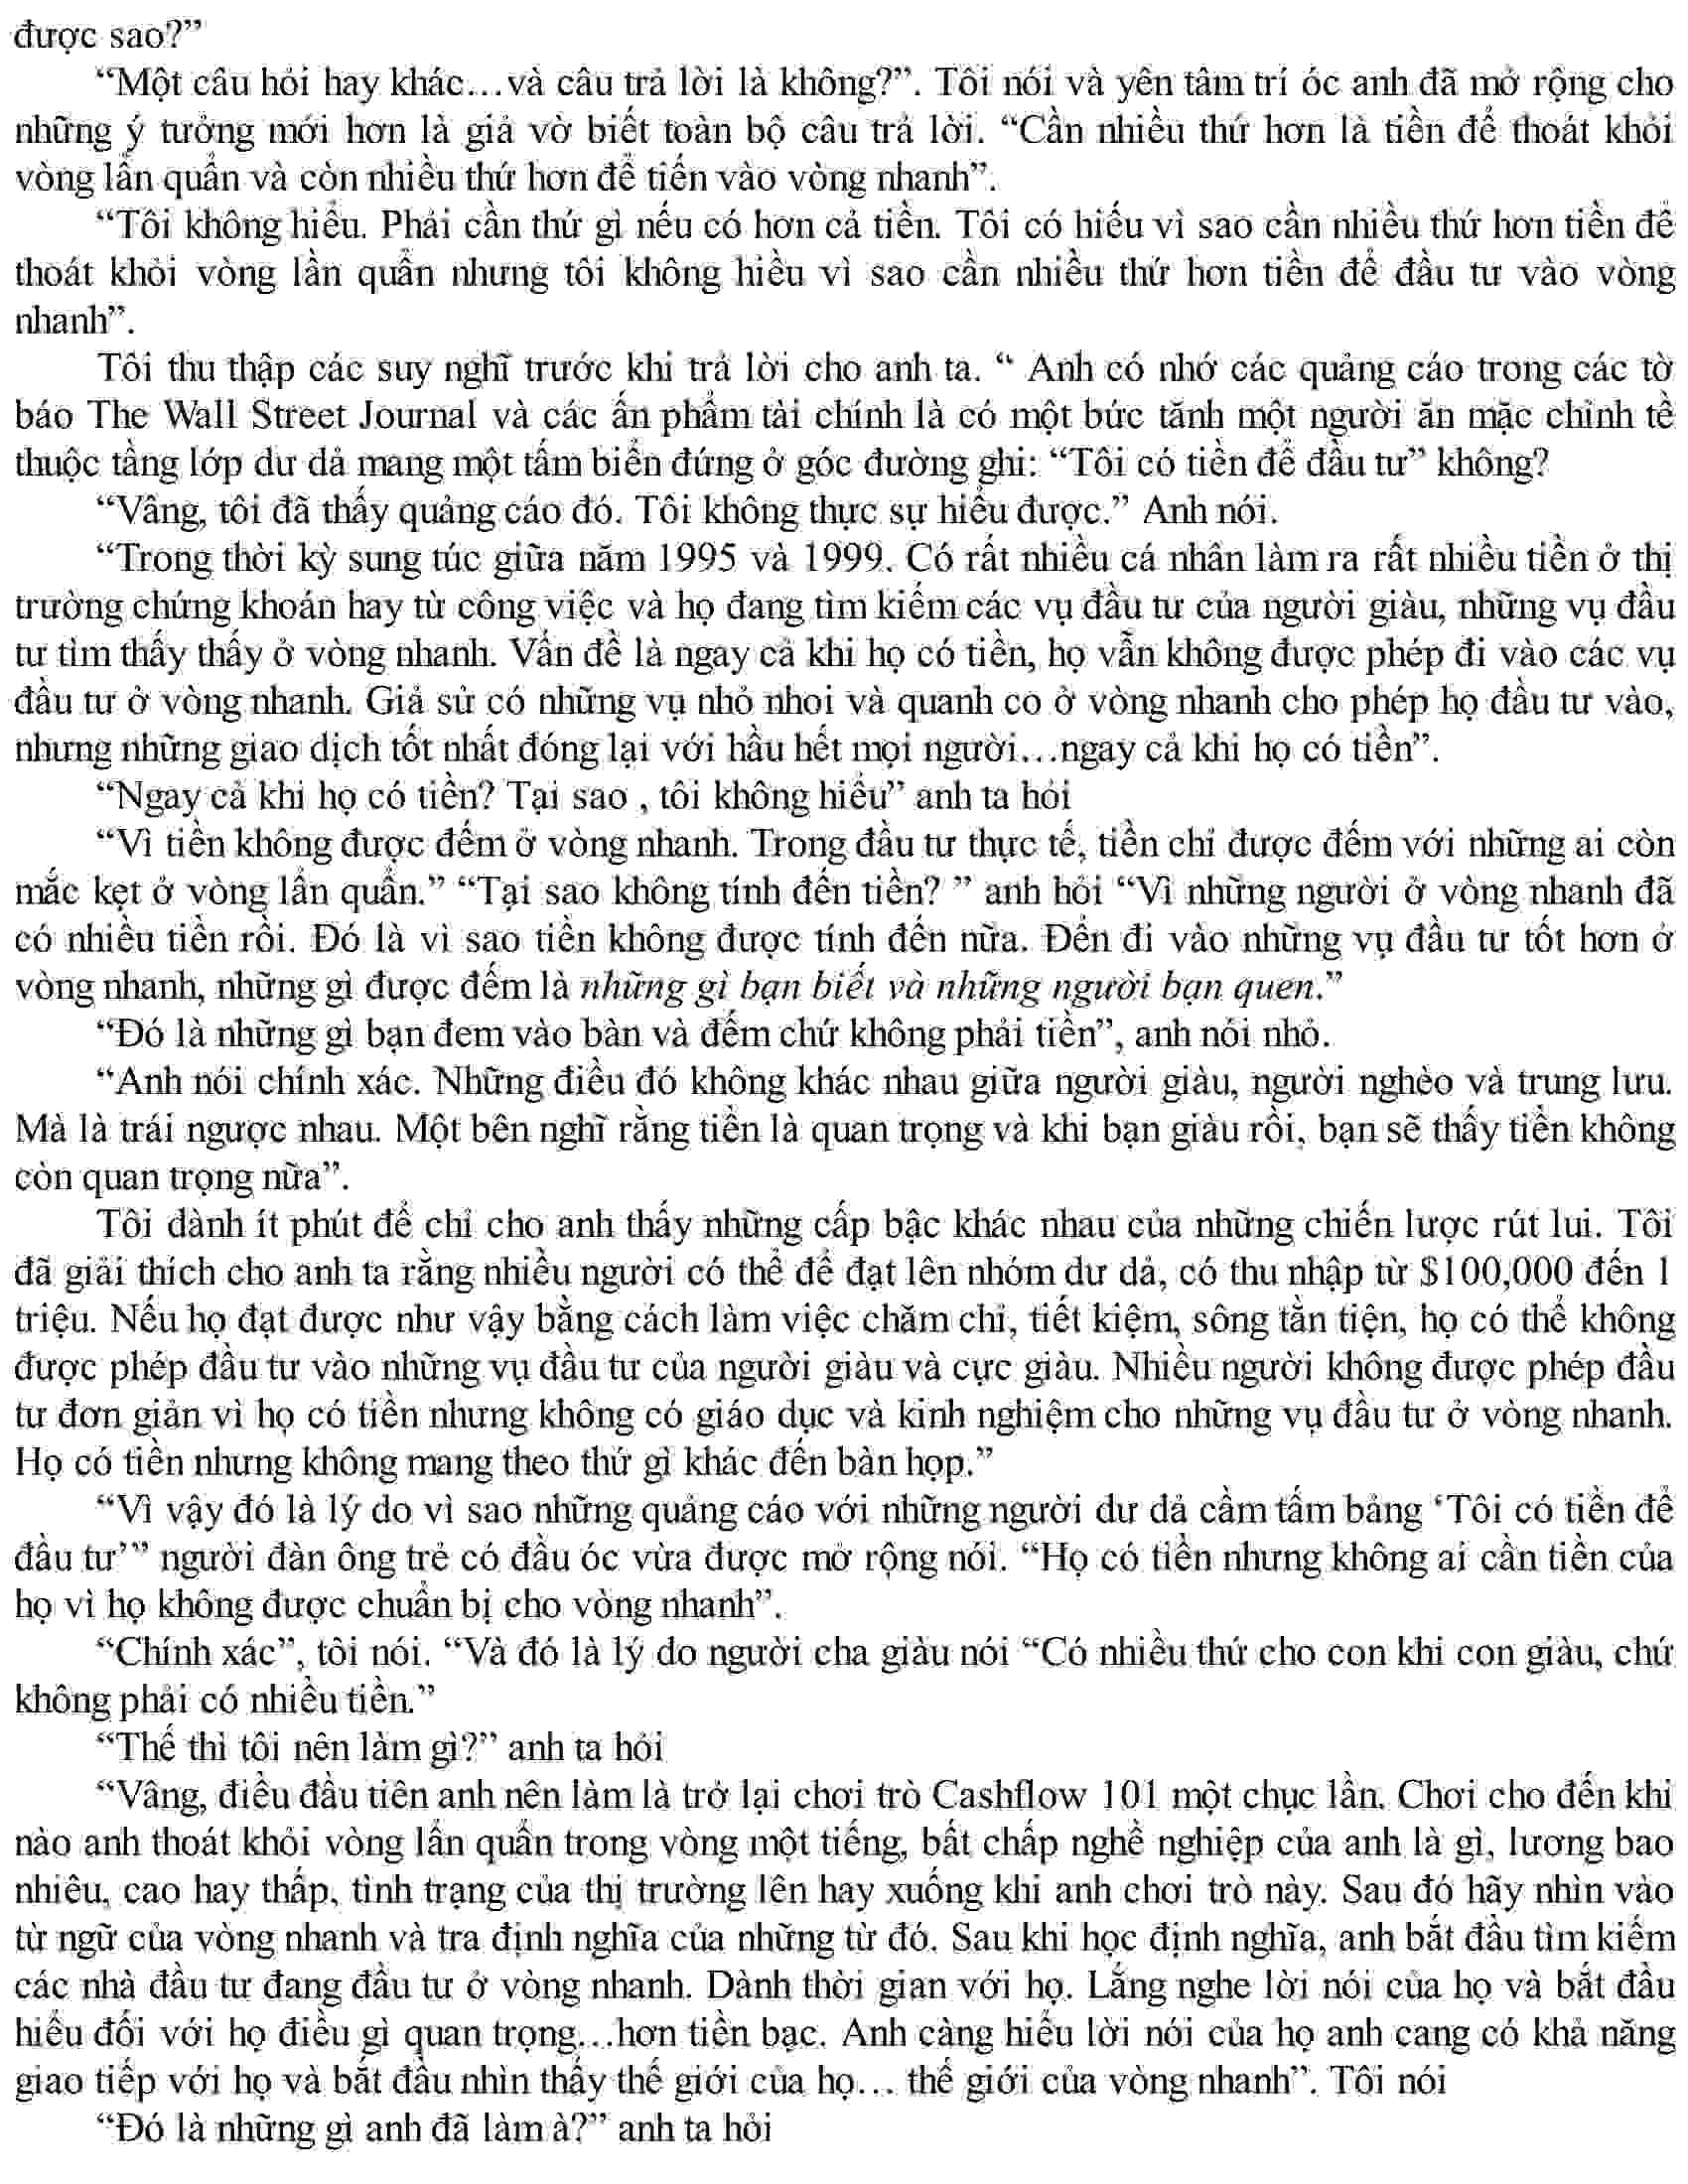 được sao?”
“Một câu hỏi hay khác...và câu trả lời là không?”. Tôi nói và yên tâm trí óc anh đã mở rộng cho
những ý tưởng mới hơn là giả vờ biết toàn bộ câu trả lời. “Cần nhiều thứ hơn là tiền để thoát khỏi
vòng lẩn quẩn và còn nhiều thứ hơn để tiến vào vòng nhanh”.
“Tôi không hiểu. Phải cần thứ gì nếu có hơn cả tiền. Tôi có hiểu vì sao cần nhiều thứ hơn tiền để
thoát khỏi vòng lần quẩn nhưng tôi không hiểu vì sao cần nhiều thứ hơn tiền để đầu tư vào vòng
nhanh”.
Tôi thu thập các suy nghĩ trước khi trả lời cho anh ta. “ Anh có nhớ các quảng cáo trong các tờ
báo The Wall Street Journal và các ấn phẩm tài chính là có một bức tãnh một người ăn mặc chỉnh tề
thuộc tầng lớp dư dả mang một tấm biển đứng ở góc đường ghi: “Tôi có tiền để đầu tư” không?
“Vâng, tôi đã thấy quảng cáo đó. Tôi không thực sự hiểu được.” Anh nói.
“Trong thời kỳ sung túc giữa năm 1995 và 1999. Có rất nhiều cá nhân làm ra rất nhiều tiền ở thị
trường chứng khoán hay từ công việc và họ đang tìm kiếm các vụ đầu tư của người giàu, những vụ đầu
tư tìm thấy thấy ở vòng nhanh. Vấn đề là ngay cả khi họ có tiền, họ vẫn không được phép đi vào các vụ
đầu tư ở vòng nhanh. Giả sử có những vụ nhỏ nhoi và quanh co ở vòng nhanh cho phép họ đầu tư vào,
nhưng những giao dịch tốt nhất đóng lại với hầu hết mọi người...ngay cả khi họ có tiền”.
“Ngay cả khi họ có tiền? Tại sao , tôi không hiểu” anh ta hỏi
“Vì tiền không được đếm ở vòng nhanh. Trong đầu tư thực tế, tiền chỉ được đếm với những ai còn
mắc kẹt ở vòng lẩn quẩn.” “Tại sao không tính đến tiền? ” anh hỏi “Vì những người ở vòng nhanh đã
có nhiều tiền rồi. Đó là vì sao tiền không được tính đến nữa. Đến đi vào những vụ đầu tư tốt hơn ở
vòng nhanh, những gì được đếm là những gì bạn biết và những người bạn quen.”
“Đó là những gì bạn đem vào bàn và đếm chứ không phải tiền”, anh nói nhỏ.
“Anh nói chính xác. Những điều đó không khác nhau giữa người giàu, người nghèo và trung lưu.
Mà là trái ngược nhau. Một bên nghĩ rằng tiền là quan trọng và khi bạn giàu rồi, bạn sẽ thấy tiền không
còn quan trọng nữa”.
Tôi dành ít phút để chỉ cho anh thấy những cấp bậc khác nhau của những chiến lược rút lui. Tôi
đã giải thích cho anh ta rằng nhiều người có thể để đạt lên nhóm dư dả, có thu nhập từ $100,000 đến 1
triệu. Nếu họ đạt được như vậy bằng cách làm việc chăm chỉ, tiết kiệm, sông tằn tiện, họ có thể không
được phép đầu tư vào những vụ đầu tư của người giàu và cực giàu. Nhiều người không được phép đầu
tư đơn giản vì họ có tiền nhưng không có giáo dục và kinh nghiệm cho những vụ đầu tư ở vòng nhanh.
Họ có tiền nhưng không mang theo thứ gì khác đến bàn họp.”
“Vì vậy đó là lý do vì sao những quảng cáo với những người dư dả cầm tấm bảng ‘Tôi có tiền để
đầu tư’” người đàn ông trẻ có đầu óc vừa được mở rộng nói. “Họ có tiền nhưng không ai cần tiền của
họ vì họ không được chuẩn bị cho vòng nhanh”.
“Chính xác”, tôi nói. “Và đó là lý do người cha giàu nói “Có nhiều thứ cho con khi con giàu, chứ
không phải có nhiều tiền.”
“Thế thì tôi nên làm gì?” anh ta hỏi
“Vâng, điều đầu tiên anh nên làm là trở lại chơi trò Cashflow 101 một chục lần. Chơi cho đến khi
nào anh thoát khỏi vòng lẩn quẩn trong vòng một tiếng, bất chấp nghề nghiệp của anh là gì, lương bao
nhiêu, cao hay thấp, tình trạng của thị trường lên hay xuống khi anh chơi trò này. Sau đó hãy nhìn vào
từ ngữ của vòng nhanh và tra định nghĩa của những từ đó. Sau khi học định nghĩa, anh bắt đầu tìm kiếm
các nhà đầu tư đang đầu tư ở vòng nhanh. Dành thời gian với họ. Lắng nghe lời nói của họ và bắt đầu
hiểu đối với họ điều gì quan trọng...hơn tiền bạc. Anh càng hiểu lời nói của họ anh cang có khả năng
giao tiếp với họ và bắt đầu nhìn thấy thế giới của họ... thế giới của vòng nhanh”. Tôi nói
“Đó là những gì anh đã làm à?” anh ta hỏi